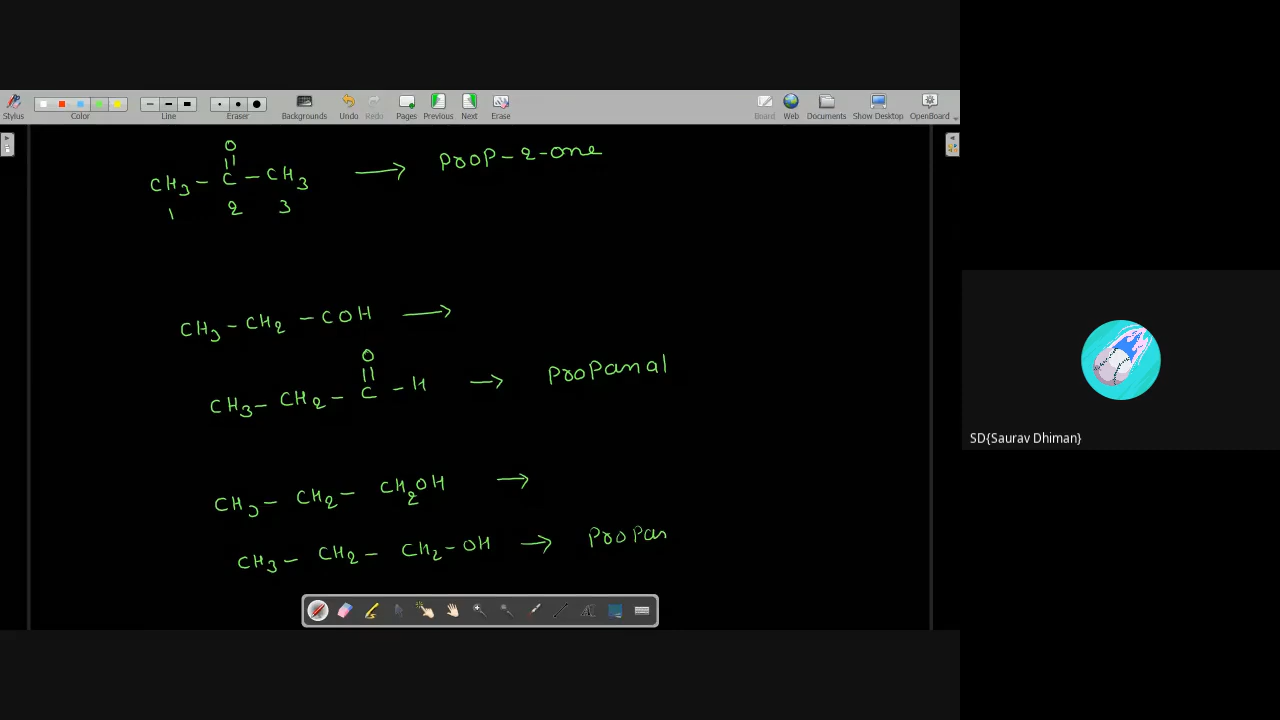 Stylus Color Line Eraser Backgrounds Undo Redo Pages Previous Next Erase Board Web Documents Show Desktop OpenBoard
O
CH3 - C - CH3 → PROP-2-one
1 2 3
CH3 - CH2 - COH →
O
CH3 - CH2 - C - H → Propanal
CH3 - CH2 - CH2OH →
CH3 - CH2 - CH2 - OH → Propan
SD{Saurav Dhiman}